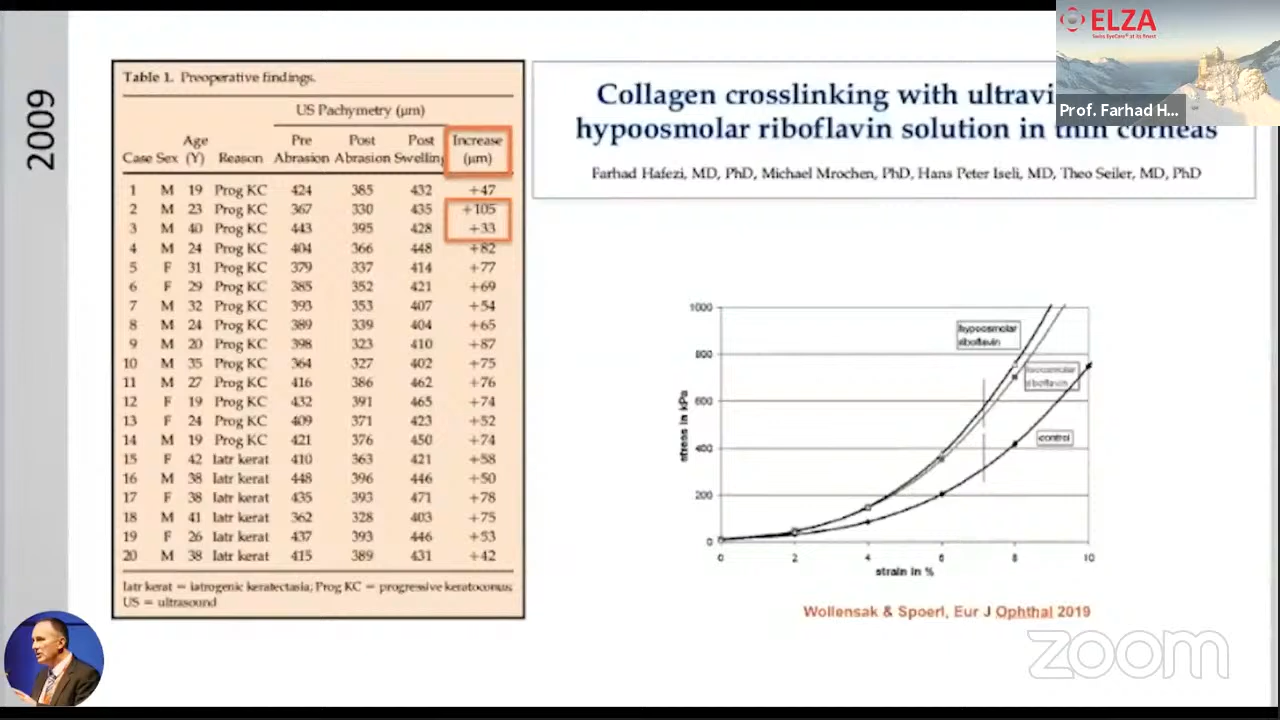 2009
Table 1. Preoperative findings.
US Pachymetry (µm)
Case Sex Age (Y) Reason Pre Abrasion Post Abrasion Post Swelling Increase (µm)
1 M 19 Prog KC 424 385 432 +47
2 M 23 Prog KC 367 330 435 +105
3 M 40 Prog KC 443 395 428 +33
4 M 24 Prog KC 404 366 448 +82
5 F 31 Prog KC 379 337 414 +77
6 F 29 Prog KC 385 352 421 +69
7 M 32 Prog KC 393 353 407 +54
8 M 24 Prog KC 389 339 404 +65
9 M 20 Prog KC 398 323 410 +87
10 M 35 Prog KC 364 327 402 +75
11 M 27 Prog KC 416 386 462 +76
12 F 19 Prog KC 432 391 465 +74
13 F 24 Prog KC 409 371 423 +52
14 M 19 Prog KC 421 376 450 +74
15 F 42 Iatr kerat 410 363 421 +58
16 M 38 Iatr kerat 448 396 446 +50
17 F 38 Iatr kerat 435 393 471 +78
18 M 41 Iatr kerat 362 328 403 +75
19 F 26 Iatr kerat 437 393 446 +53
20 M 38 Iatr kerat 415 389 431 +42
Iatr kerat = iatrogenic keratectasia; Prog KC = progressive keratoconus
US = ultrasound
ELZA
Swiss EyeCare® at its finest
Prof. Farhad H...
Collagen crosslinking with
hypoosmolar riboflavin solution in thin corneas
Farhad Hafezi, MD, PhD, Michael Mrochen, PhD, Hans Peter Iseli, MD, Theo Seiler, MD, PhD
1000
800
600
400
200
0
stress in kPa
hypoosmolar
riboflavin
riboflavin
control
0 2 4 6 8 10
strain in %
Wollensak & Spoerl, Eur J Ophthal 2019
zoom